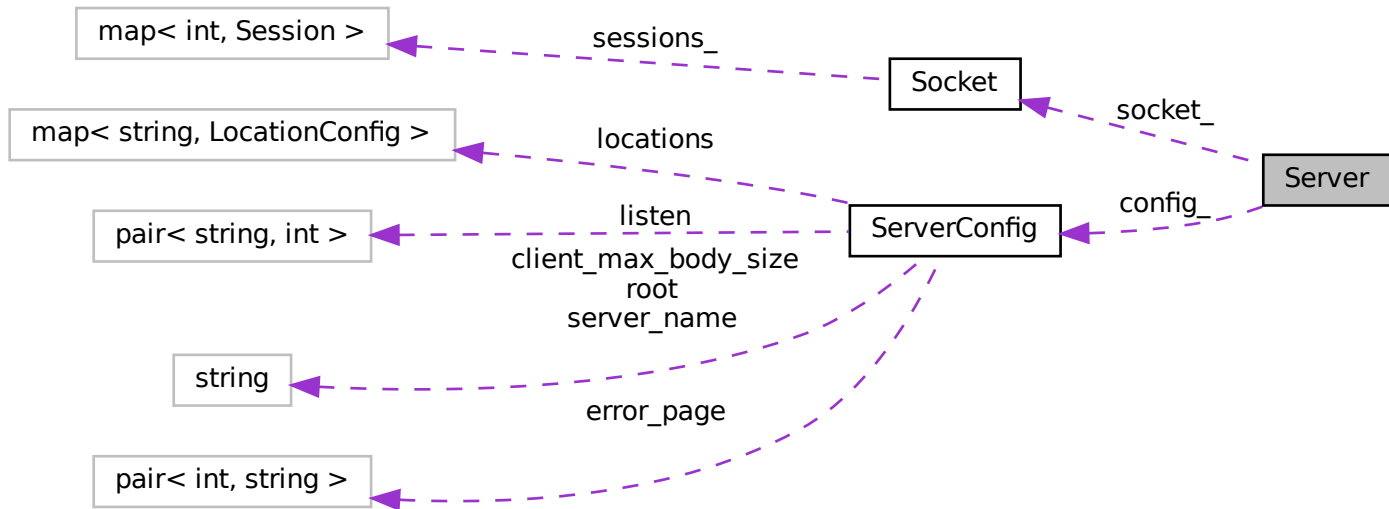 map< int, Session >
sessions_
Socket
map< string, LocationConfig >
locations
socket_
Server
config_
pair< string, int >
listen
ServerConfig
client_max_body_size
root
server_name
string
error_page
pair< int, string >